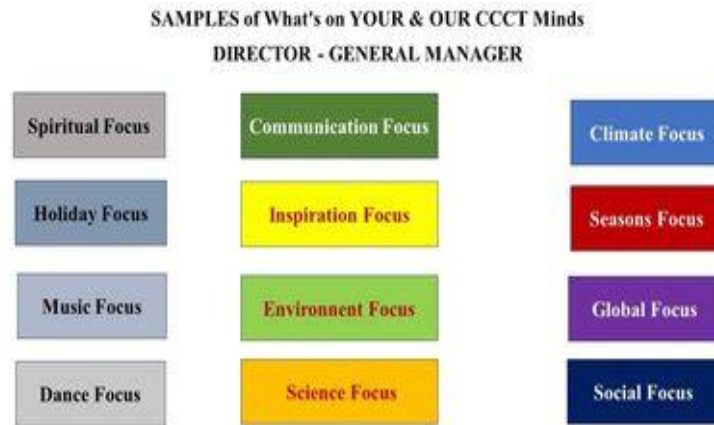 SAMPLES of What's on YOUR & OUR CCCT Minds
DIRECTOR - GENERAL MANAGER
Spiritual Focus
Communication Focus
Climate Focus
Holiday Focus
Inspiration Focus
Seasons Focus
Music Focus
Environnent Focus
Global Focus
Dance Focus
Science Focus
Social Focus